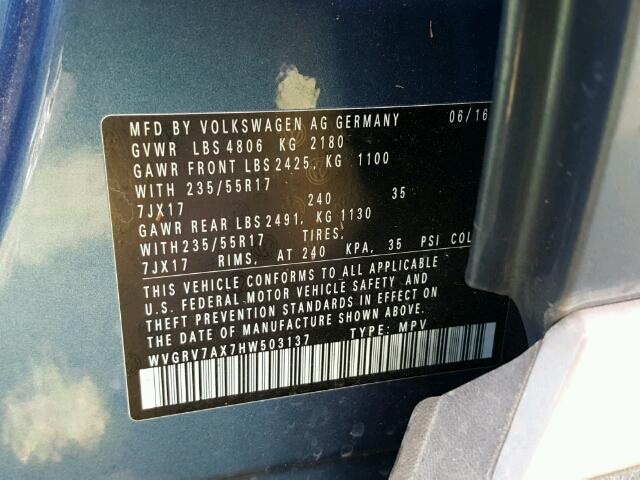 MFD BY VOLKSWAGEN AG GERMANY 06/16
GVWR LBS 4806 KG 2180
GAWR FRONT LBS 2425, KG 1100
WITH 235/55R17
7JX17 240 35
GAWR REAR LBS 2491, KG 1130
WITH235/55R17 TIRES,
7JX17 RIMS, AT 240 KPA, 35 PSI COL
THIS VEHICLE CONFORMS TO ALL APPLICABLE
U.S. FEDERAL MOTOR VEHICLE SAFETY AND
THEFT PREVENTION STANDARDS IN EFFECT ON
THE DATE OF MANUFACTURE SHOWN ABOVE.
WVGRV7AX7HW503137 TYPE: MPV